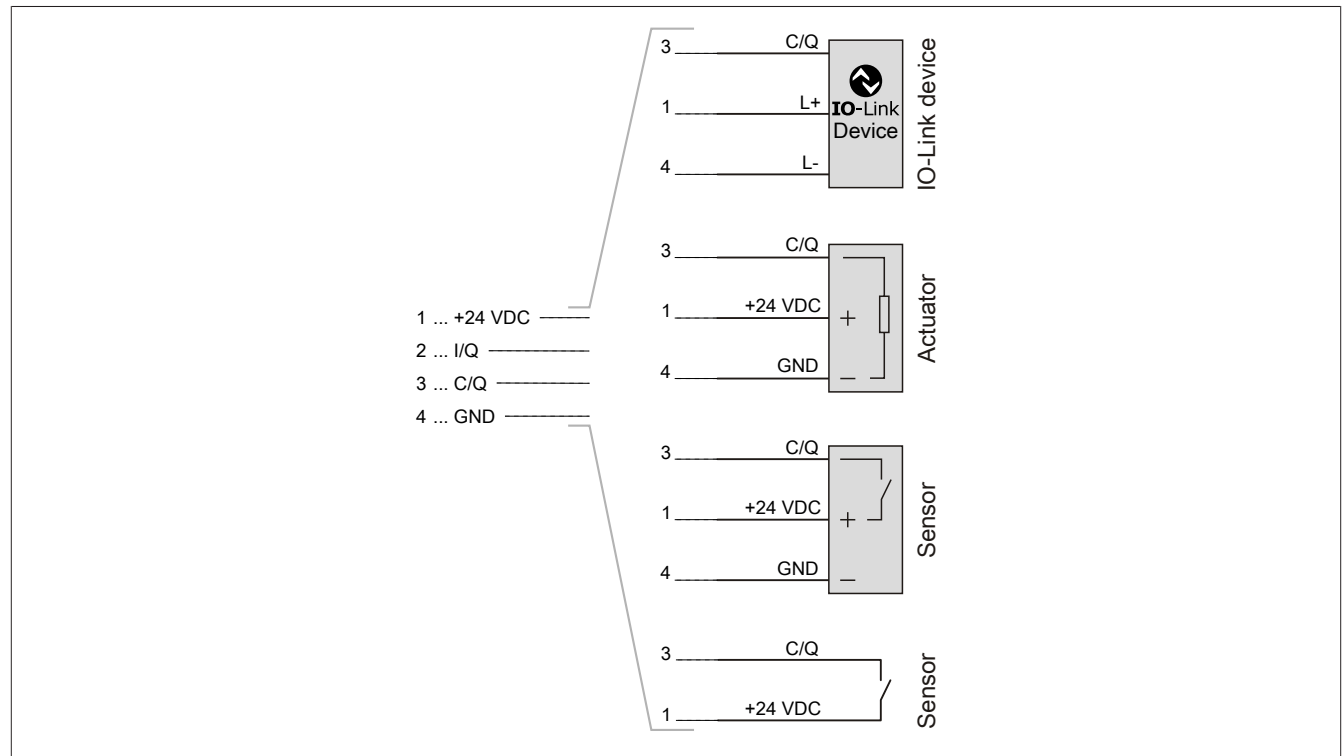 1 ... +24 VDC
2 ... I/Q
3 ... C/Q
4 ... GND
3 C/Q
1 L+
4 L-
IO-Link
Device
IO-Link device
3 C/Q
1 +24 VDC +
4 GND −
Actuator
3 C/Q
1 +24 VDC +
4 GND −
Sensor
3 C/Q
1 +24 VDC
Sensor